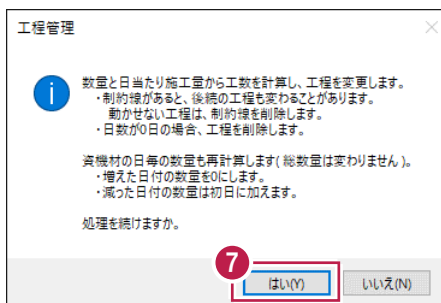 工程管理
数量と日当たり施工量から工数を計算し、工程を変更します。
・制約線があると、後続の工程も変わることがあります。
動かせない工程は、制約線を削除します。
・日数が0日の場合、工程を削除します。
資機材の日毎の数量も再計算します(総数量は変わりません)。
・増えた日付の数量を0にします。
・減った日付の数量は初日に加えます。
処理を続けますか。
7
はい(Y)
いいえ(N)